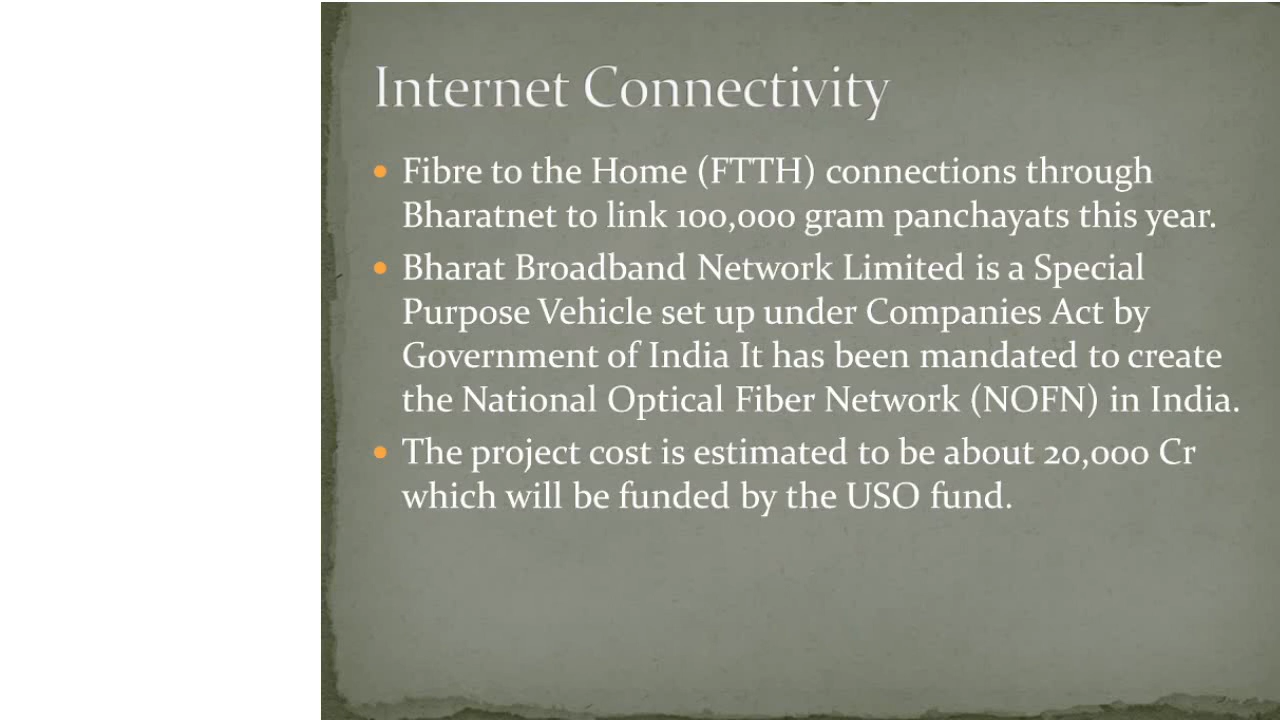 Internet Connectivity
• Fibre to the Home (FTTH) connections through
Bharatnet to link 100,000 gram panchayats this year.
• Bharat Broadband Network Limited is a Special
Purpose Vehicle set up under Companies Act by
Government of India It has been mandated to create
the National Optical Fiber Network (NOFN) in India.
• The project cost is estimated to be about 20,000 Cr
which will be funded by the USO fund.